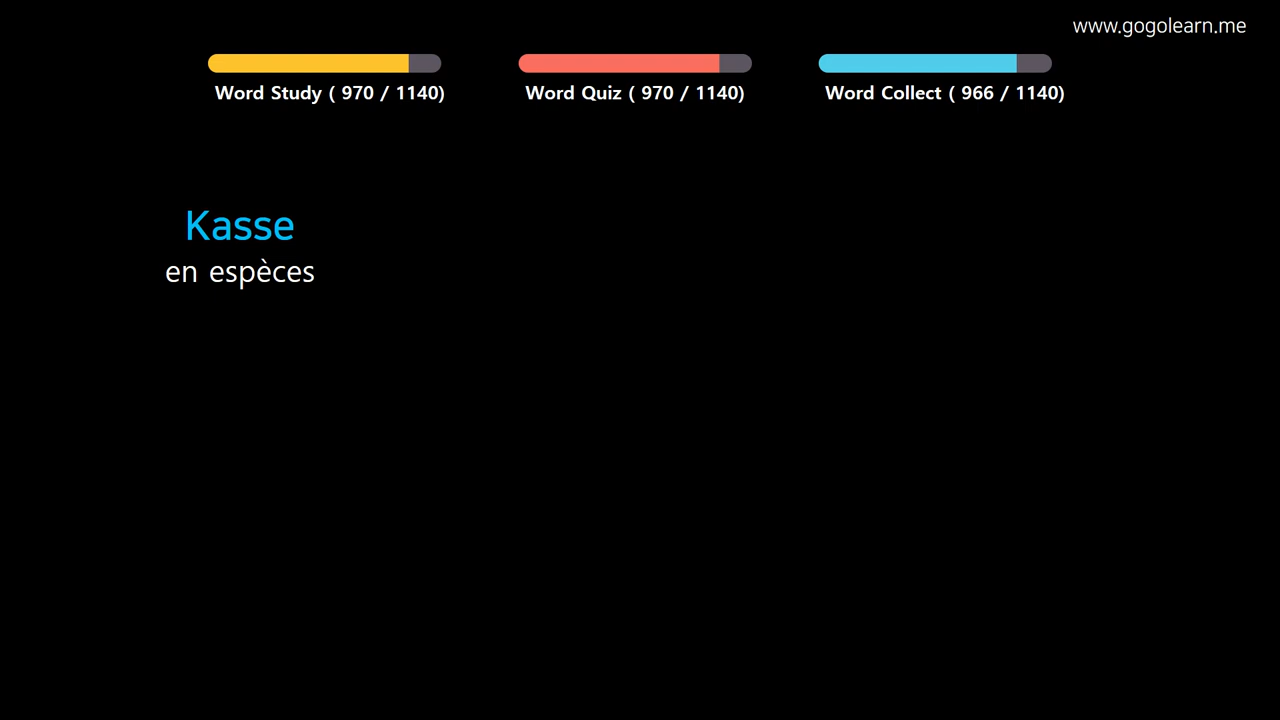 www.gogolearn.me
Word Study ( 970 / 1140)
Word Quiz ( 970 / 1140)
Word Collect ( 966 / 1140)
Kasse
en espèces